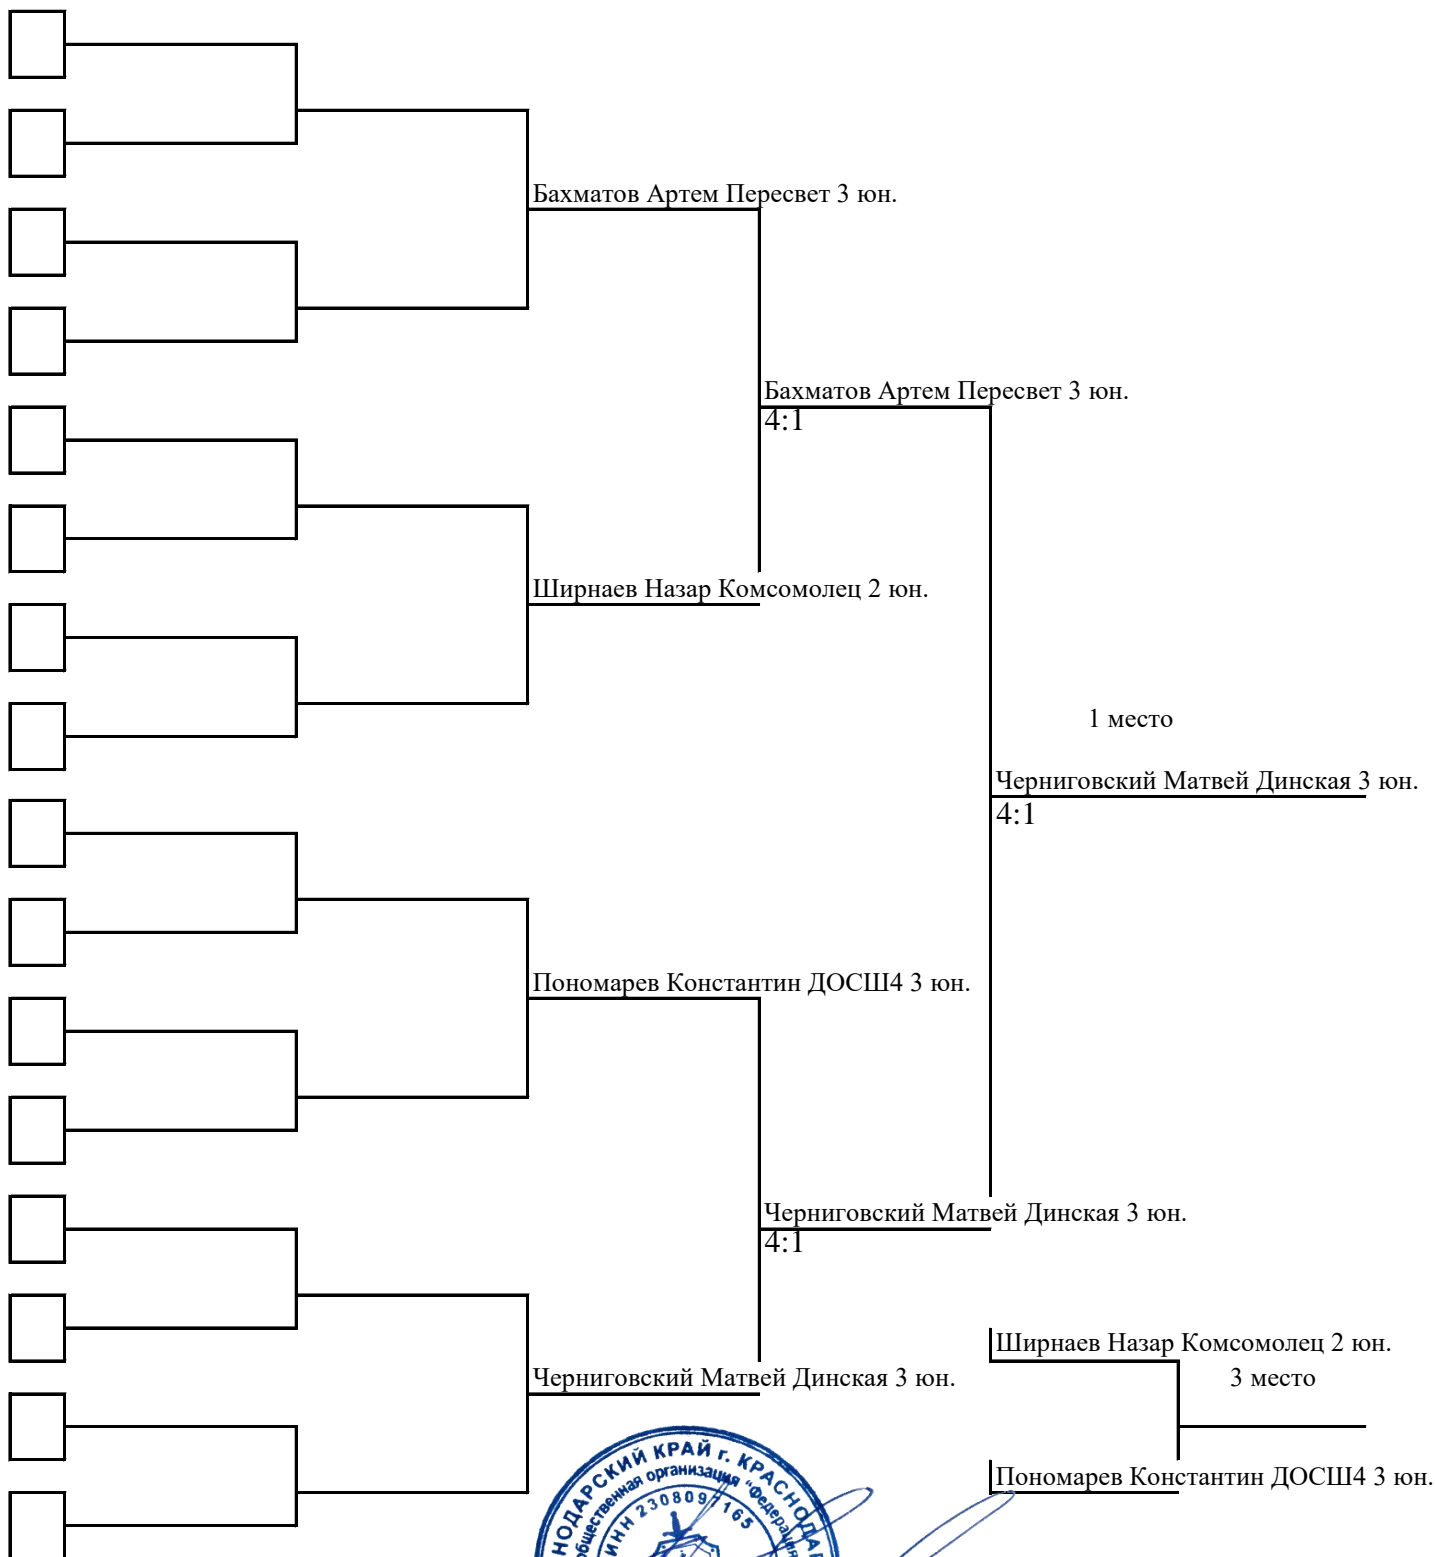 Бахматов Артем Пересвет 3 юн.
Бахматов Артем Пересвет 3 юн.
4:1
Ширнаев Назар Комсомолец 2 юн.
1 место
Черниговский Матвей Динская 3 юн.
4:1
Пономарев Константин ДОСШ4 3 юн.
Черниговский Матвей Динская 3 юн.
4:1
Ширнаев Назар Комсомолец 2 юн.
Черниговский Матвей Динская 3 юн.
3 место
Пономарев Константин ДОСШ4 3 юн.
КРАЙ г.
общественная организация "Федерация
ИНН 2308097165